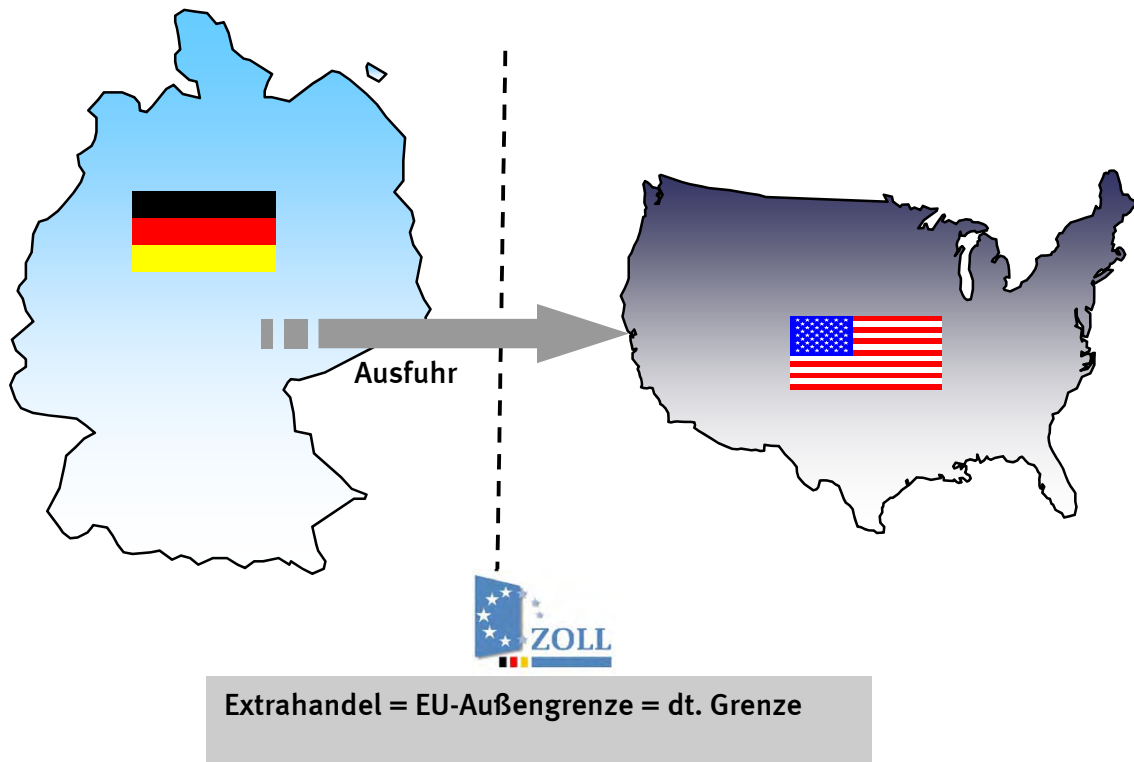 Ausfuhr
ZOLL
Extrahandel = EU-Außengrenze = dt. Grenze